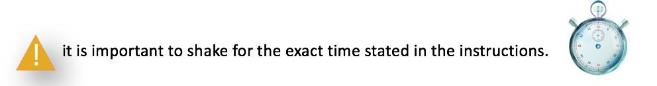 it is important to shake for the exact time stated in the instructions.